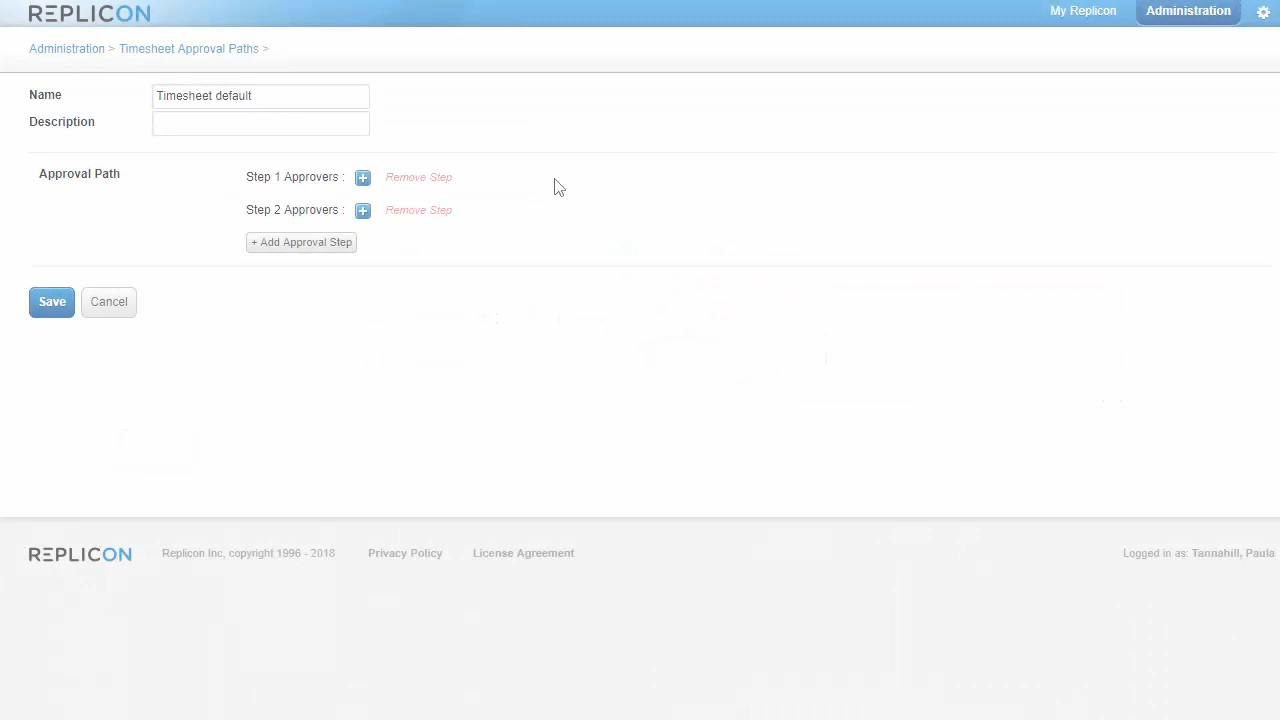 REPLICON
My Replicon
Administration
Administration > Timesheet Approval Paths >
Name
Timesheet default
Description
Approval Path
Step 1 Approvers :
Remove Step
Step 2 Approvers :
Remove Step
+ Add Approval Step
Save
Cancel
REPLICON
Replicon Inc, copyright 1996 - 2018
Privacy Policy
License Agreement
Logged in as: Tannahill, Paula